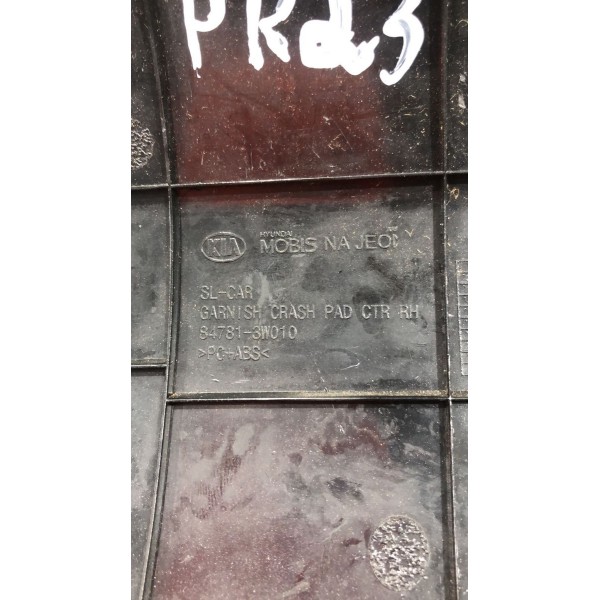 PR23
KIA HYUNDAI
MOBIS NA JEON
SL-CAR
GARNISH CRASH PAD CTR RH
84781-3W010
>PC+ABS<